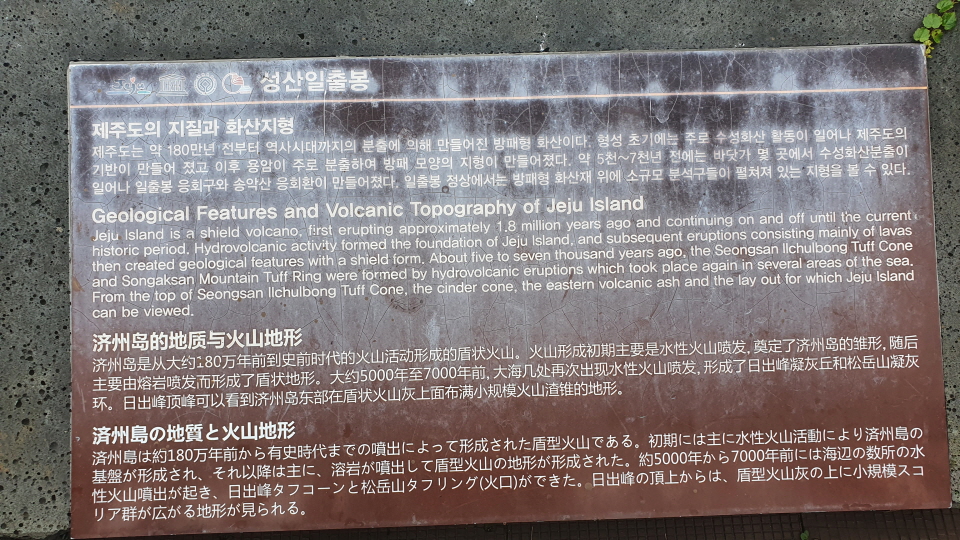 성산일출봉
제주도의 지질과 화산지형
제주도는 약 180만년 전부터 역사시대까지의 분출에 의해 만들어진 방패형 화산이다. 형성 초기에는 주로 수성화산 활동이 일어나 제주도의
기반이 만들어 졌고 이후 용암이 주로 분출하여 방패 모양의 지형이 만들어졌다. 약 5천~7천년 전에는 바닷가 몇 곳에서 수성화산분출이
일어나 일출봉 응회구와 송악산 응회환이 만들어졌다. 일출봉 정상에서는 방패형 화산재 위에 소규모 분석구들이 펼쳐져 있는 지형을 볼 수 있다.
Geological Features and Volcanic Topography of Jeju Island
Jeju Island is a shield volcano, first erupting approximately 1.8 million years ago and continuing on and off until the current
historic period. Hydrovolcanic activity formed the foundation of Jeju Island, and subsequent eruptions consisting mainly of lavas
then created geological features with a shield form. About five to seven thousand years ago, the Seongsan Ilchulbong Tuff Cone
and Songaksan Mountain Tuff Ring were formed by hydrovolcanic eruptions which took place again in several areas of the sea.
From the top of Seongsan Ilchulbong Tuff Cone, the cinder cone, the eastern volcanic ash and the lay out for which Jeju Island
can be viewed.
济州岛的地质与火山地形
济州岛是从大约180万年前到史前时代的火山活动形成的盾状火山。火山形成初期主要是水性火山喷发, 奠定了济州岛的雏形, 随后
主要由熔岩喷发而形成了盾状地形。大约5000年至7000年前, 大海几处再次出现水性火山喷发, 形成了日出峰凝灰丘和松岳山凝灰
环。日出峰顶峰可以看到济州岛东部在盾状火山灰上面布满小规模火山渣锥的地形。
済州島の地質と火山地形
済州島は約180万年前から有史時代までの噴出によって形成された盾型火山である。初期には主に水性火山活動により済州島の
基盤が形成され、それ以降は主に、溶岩が噴出して盾型火山の地形が形成された。約5000年から7000年前には海辺の数所の水
性火山噴出が起き、日出峰タフコーンと松岳山タフリング(火口)ができた。日出峰の頂上からは、盾型火山灰の上に小規模スコ
リア群が広がる地形が見られる。